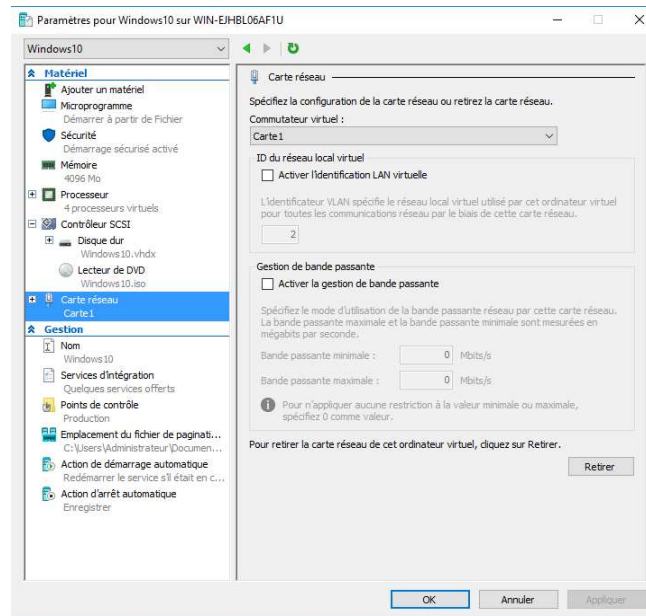 Paramètres pour Windows10 sur WIN-EJHBL06AF1U
Windows10
Matériel
Ajouter un matériel
Microprogramme
Démarrer à partir de Fichier
Sécurité
Démarrage sécurisé activé
Mémoire
4096 Mo
Processeur
4 processeurs virtuels
Contrôleur SCSI
Disque dur
Windows10.vhdx
Lecteur de DVD
Windows10.iso
Carte réseau
Carte1
Gestion
Nom
Windows10
Services d'intégration
Quelques services offerts
Points de contrôle
Production
Emplacement du fichier de paginati...
C:\Users\Administrateur\Documen...
Action de démarrage automatique
Redémarrer le service s'il était en c...
Action d'arrêt automatique
Enregistrer
Carte réseau
Spécifiez la configuration de la carte réseau ou retirez la carte réseau.
Commutateur virtuel :
Carte1
ID du réseau local virtuel
Activer l'identification LAN virtuelle
L'identificateur VLAN spécifie le réseau local virtuel utilisé par cet ordinateur virtuel
pour toutes les communications réseau par le biais de cette carte réseau.
2
Gestion de bande passante
Activer la gestion de bande passante
Spécifiez le mode d'utilisation de la bande passante réseau par cette carte réseau.
La bande passante maximale et la bande passante minimale sont mesurées en
mégabits par seconde.
Bande passante minimale : 0 Mbits/s
Bande passante maximale : 0 Mbits/s
Pour n'appliquer aucune restriction à la valeur minimale ou maximale,
spécifiez 0 comme valeur.
Pour retirer la carte réseau de cet ordinateur virtuel, cliquez sur Retirer.
Retirer
OK Annuler Appliquer